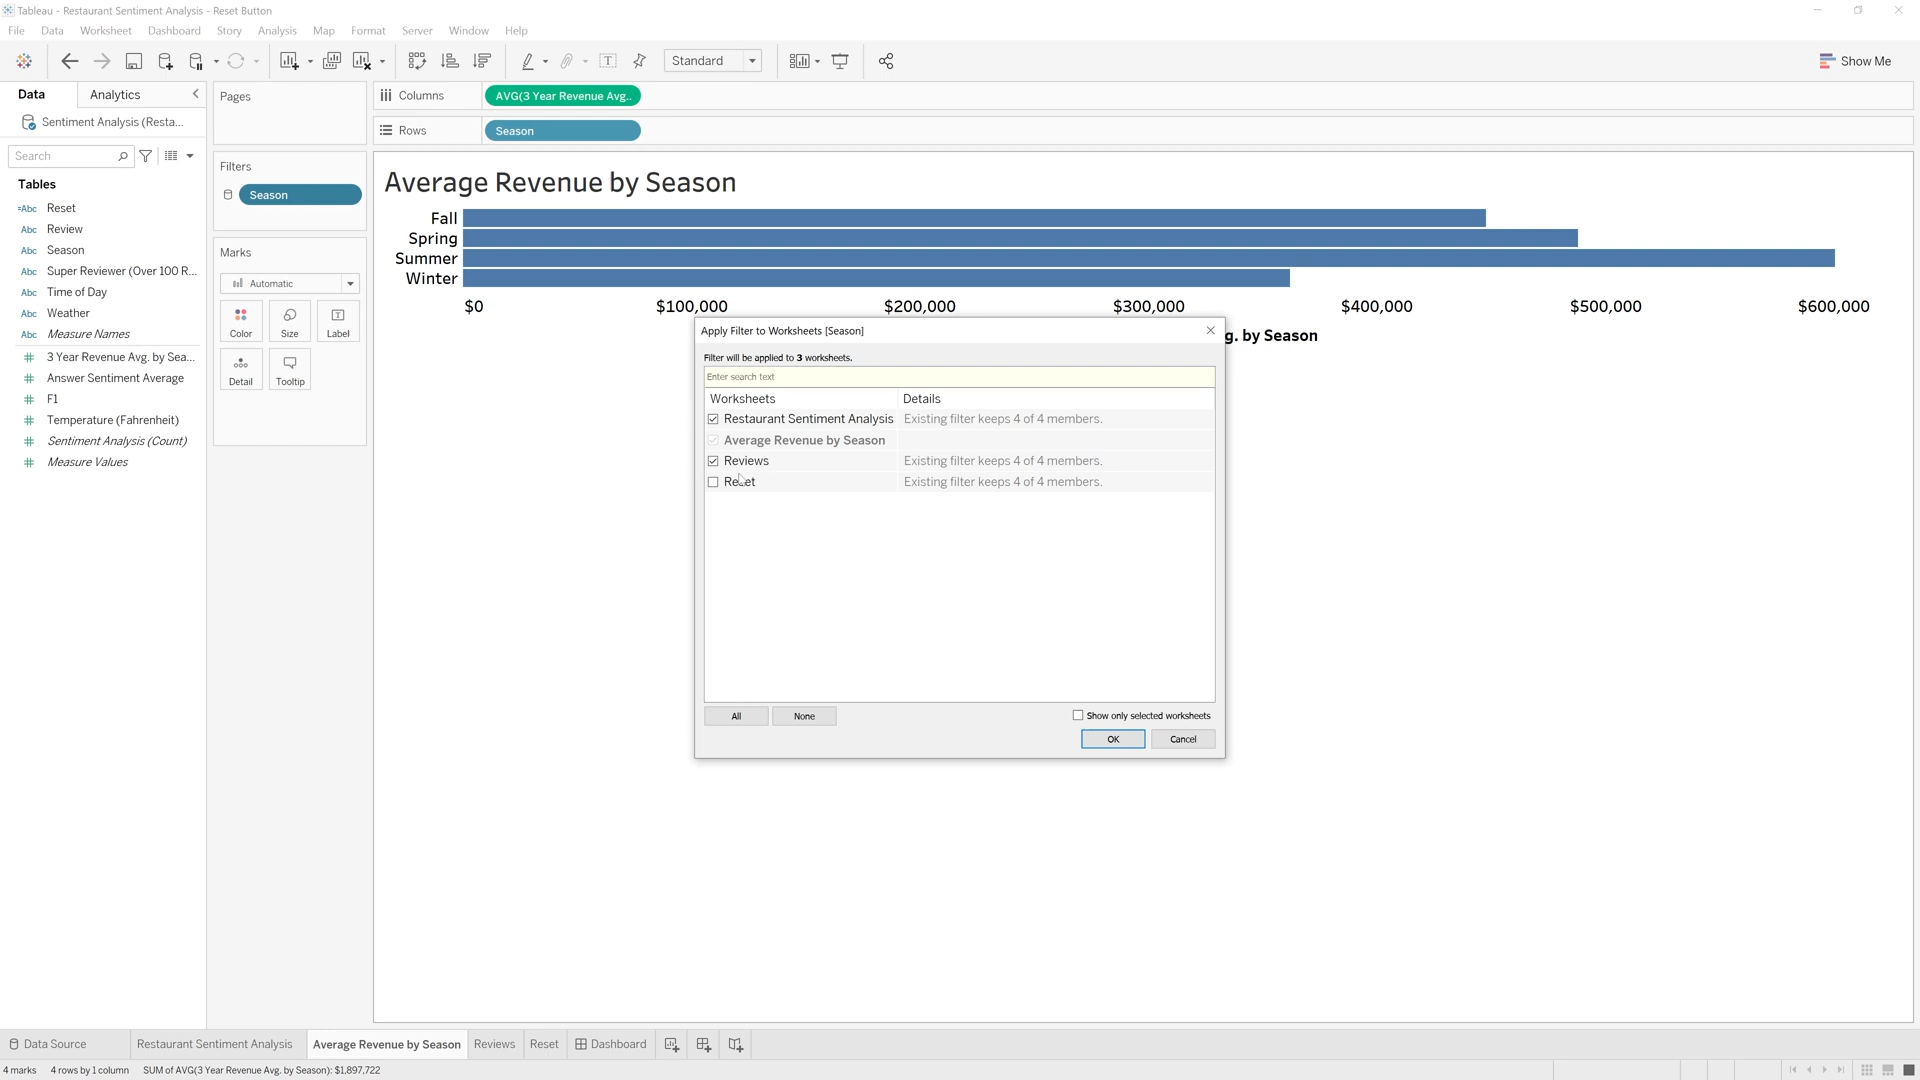 Tableau - Restaurant Sentiment Analysis - Reset Button
File Data Worksheet Dashboard Story Analysis Map Format Server Window Help
Standard
Show Me
Data
Analytics
Sentiment Analysis (Resta...
Search
Tables
=Abc Reset
Abc Review
Abc Season
Abc Super Reviewer (Over 100 R...
Abc Time of Day
Abc Weather
Abc Measure Names
# 3 Year Revenue Avg. by Sea...
# Answer Sentiment Average
# F1
# Temperature (Fahrenheit)
# Sentiment Analysis (Count)
# Measure Values
Pages
Filters
Season
Marks
Automatic
Color
Size
Label
Detail
Tooltip
Columns
AVG(3 Year Revenue Avg..
Rows
Season
Average Revenue by Season
Fall
Spring
Summer
Winter
$0 $100,000 $200,000 $300,000 $400,000 $500,000 $600,000
g. by Season
Apply Filter to Worksheets [Season]
Filter will be applied to 3 worksheets.
Enter search text
Worksheets Details
Restaurant Sentiment Analysis Existing filter keeps 4 of 4 members.
Average Revenue by Season
Reviews Existing filter keeps 4 of 4 members.
Reset Existing filter keeps 4 of 4 members.
All
None
Show only selected worksheets
OK
Cancel
Data Source
Restaurant Sentiment Analysis
Average Revenue by Season
Reviews
Reset
Dashboard
4 marks 4 rows by 1 column SUM of AVG(3 Year Revenue Avg. by Season): $1,897,722